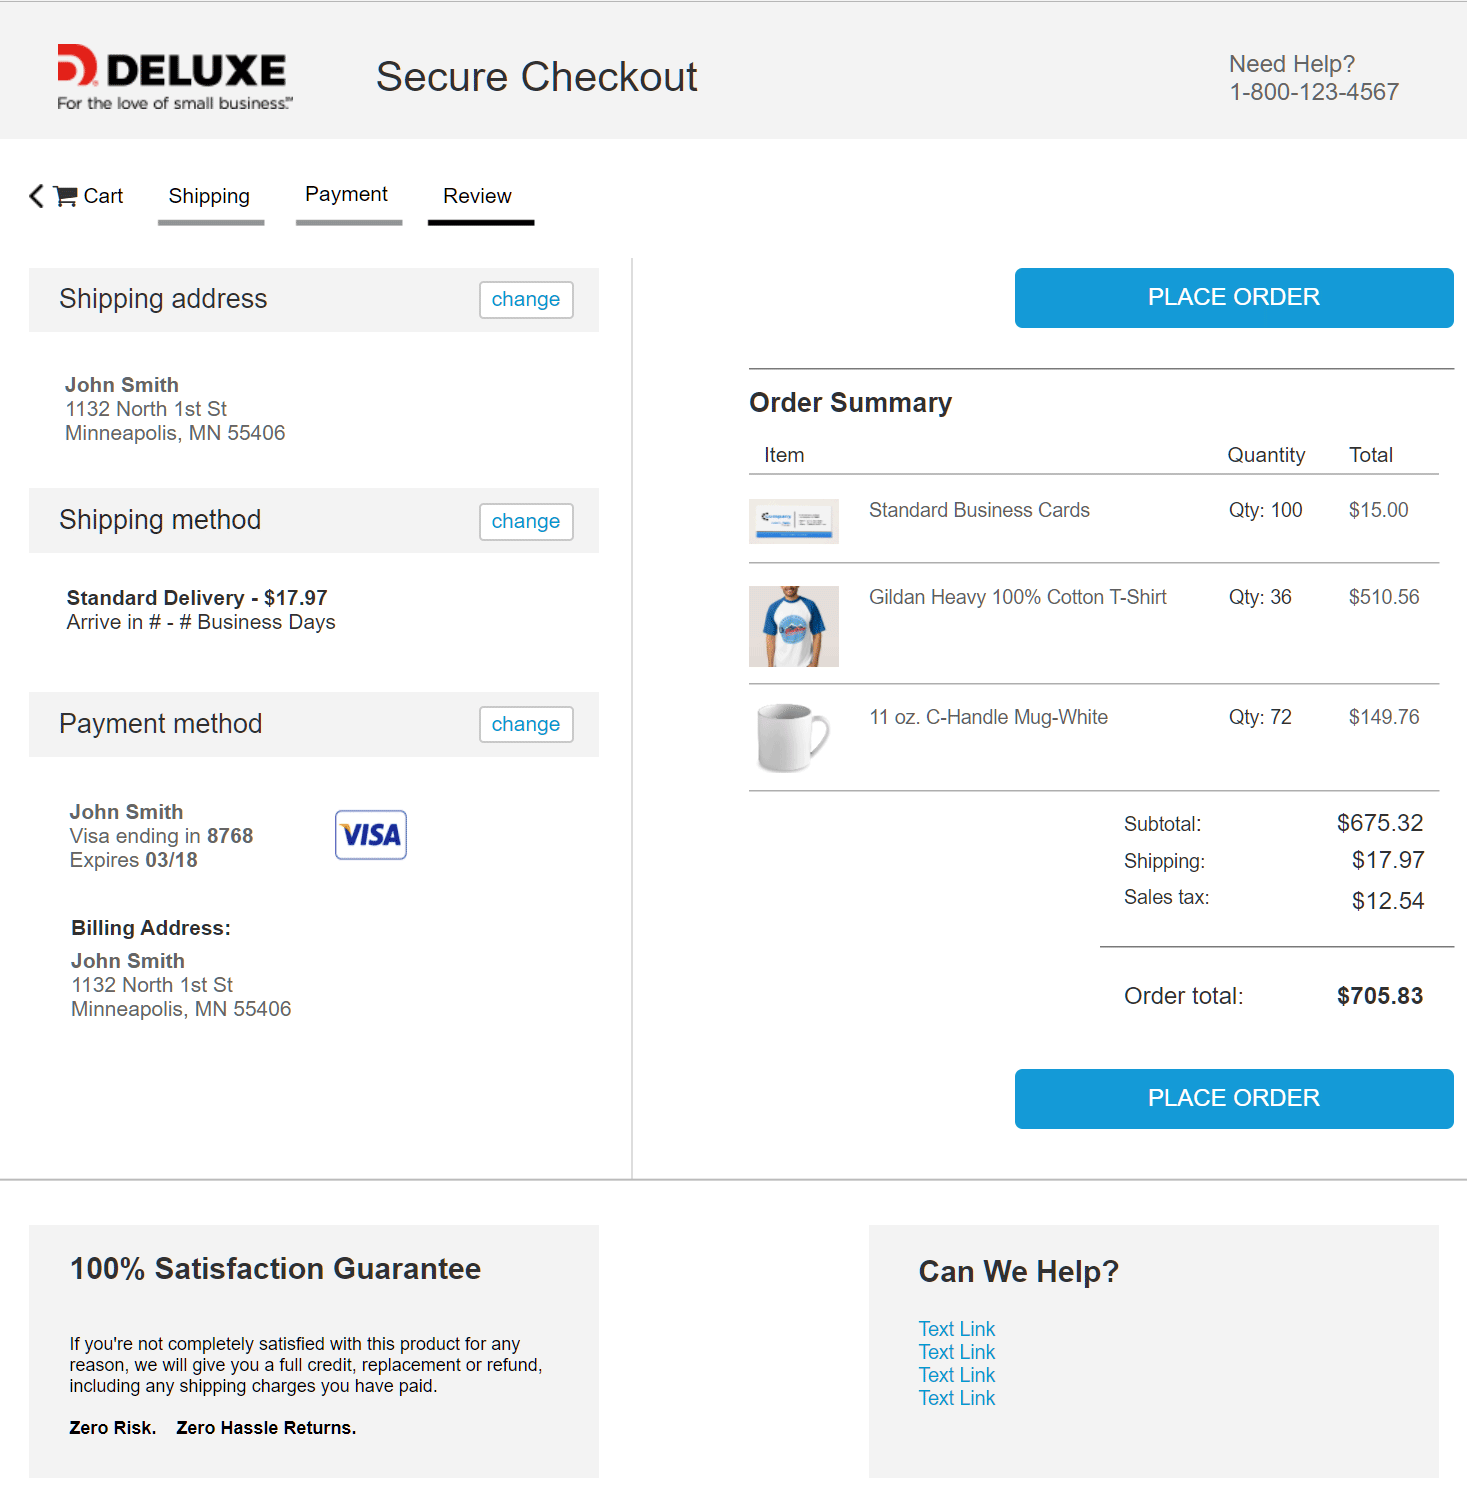 DELUXE
For the love of small business.℠
Secure Checkout
Need Help?
1-800-123-4567
Cart
Shipping
Payment
Review
Shipping address
change
John Smith
1132 North 1st St
Minneapolis, MN 55406
Shipping method
change
Standard Delivery - $17.97
Arrive in # - # Business Days
Payment method
change
John Smith
Visa ending in 8768
Expires 03/18
VISA
Billing Address:
John Smith
1132 North 1st St
Minneapolis, MN 55406
PLACE ORDER
Order Summary
Item Quantity Total
Standard Business Cards Qty: 100 $15.00
Gildan Heavy 100% Cotton T-Shirt Qty: 36 $510.56
11 oz. C-Handle Mug-White Qty: 72 $149.76
Subtotal: $675.32
Shipping: $17.97
Sales tax: $12.54
Order total: $705.83
PLACE ORDER
100% Satisfaction Guarantee
If you're not completely satisfied with this product for any
reason, we will give you a full credit, replacement or refund,
including any shipping charges you have paid.
Zero Risk. Zero Hassle Returns.
Can We Help?
Text Link
Text Link
Text Link
Text Link